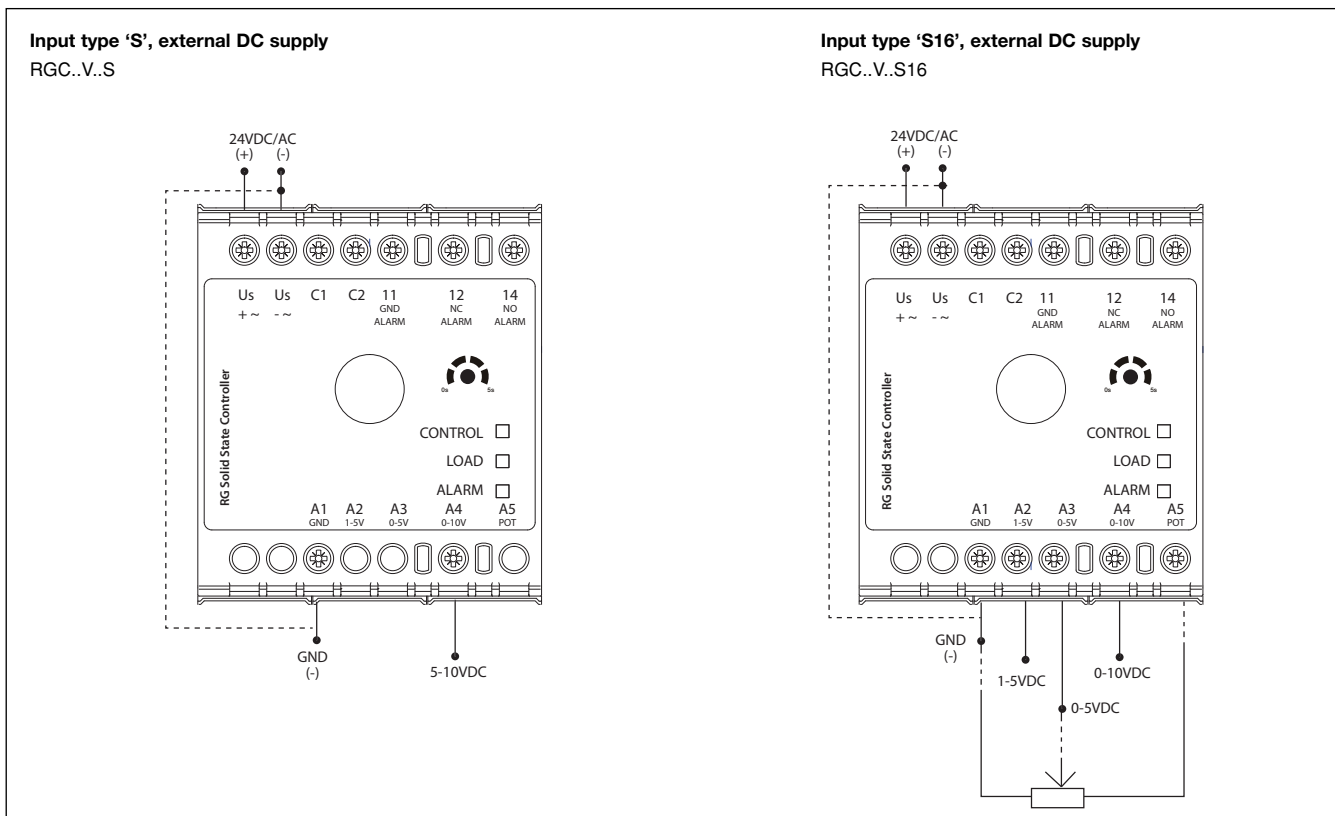 Input type ‘S’, external DC supply
RGC..V..S
24VDC/AC
(+) (-)
Us Us C1 C2 11 12 14
+ ~ - ~ GND NC NO
ALARM ALARM ALARM
0s 5s
RG Solid State Controller
CONTROL
LOAD
ALARM
A1 A2 A3 A4 A5
GND 1-5V 0-5V 0-10V POT
GND
(-)
5-10VDC
Input type ‘S16’, external DC supply
RGC..V..S16
24VDC/AC
(+) (-)
Us Us C1 C2 11 12 14
+ ~ - ~ GND NC NO
ALARM ALARM ALARM
0s 5s
RG Solid State Controller
CONTROL
LOAD
ALARM
A1 A2 A3 A4 A5
GND 1-5V 0-5V 0-10V POT
GND
(-)
1-5VDC
0-10VDC
0-5VDC